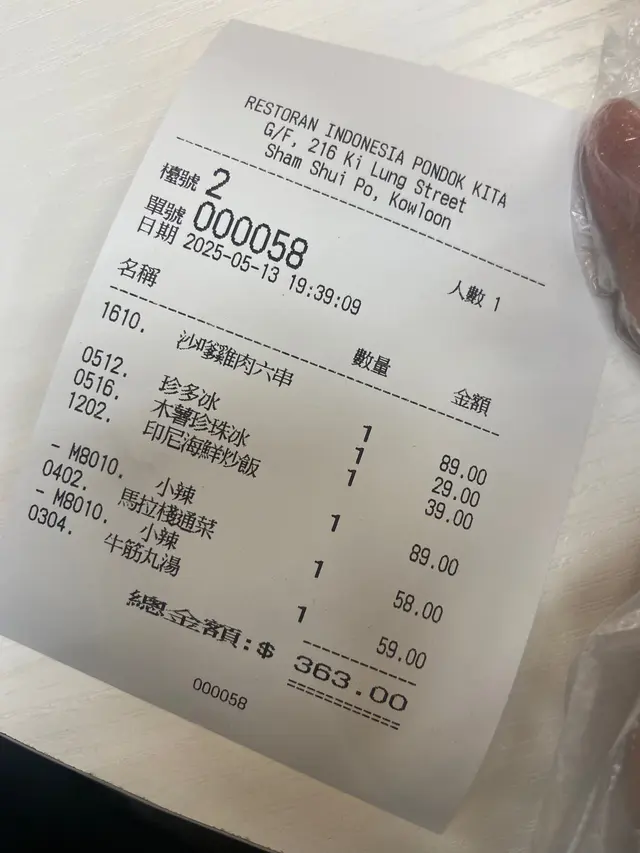 RESTORAN INDONESIA PONDOK KITA
G/F, 216 Ki Lung Street
Sham Shui Po, Kowloon
檯號 2
單號 000058 人數 1
日期 2025-05-13 19:39:09
名稱 數量 金額
1610. 沙嗲雞肉六串 1 89.00
0512. 珍多冰 1 29.00
0516. 木薯珍珠冰 1 39.00
1202. 印尼海鮮炒飯 1 89.00
- M8010. 小辣
0402. 馬拉棧通菜 1 58.00
- M8010. 小辣
0304. 牛筋丸湯 1 59.00
總金額:$ 363.00
000058